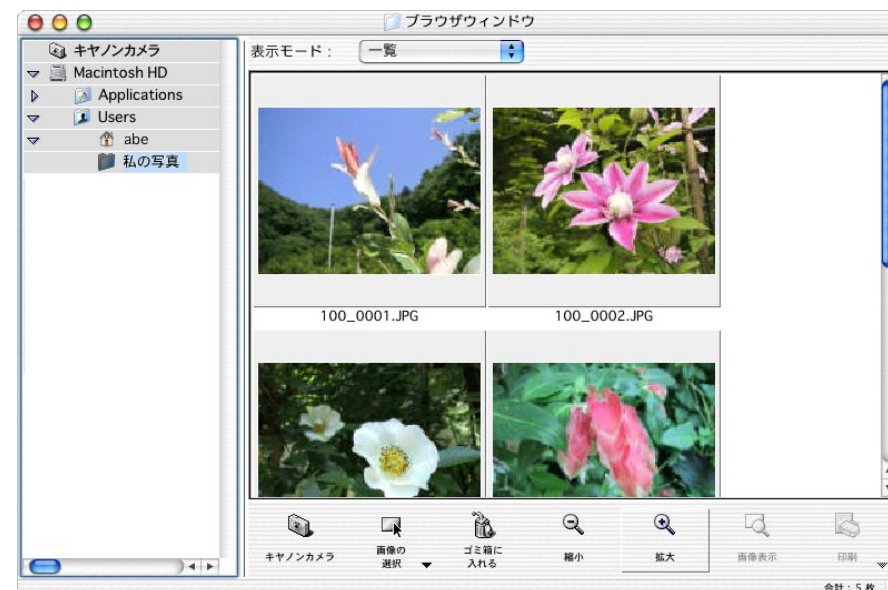 ブラウザウィンドウ
キヤノンカメラ
Macintosh HD
Applications
Users
abe
私の写真
表示モード：
一覧
100_0001.JPG
100_0002.JPG
キヤノンカメラ
画像の
選択
ゴミ箱に
入れる
縮小
拡大
画像表示
印刷
合計：5 枚